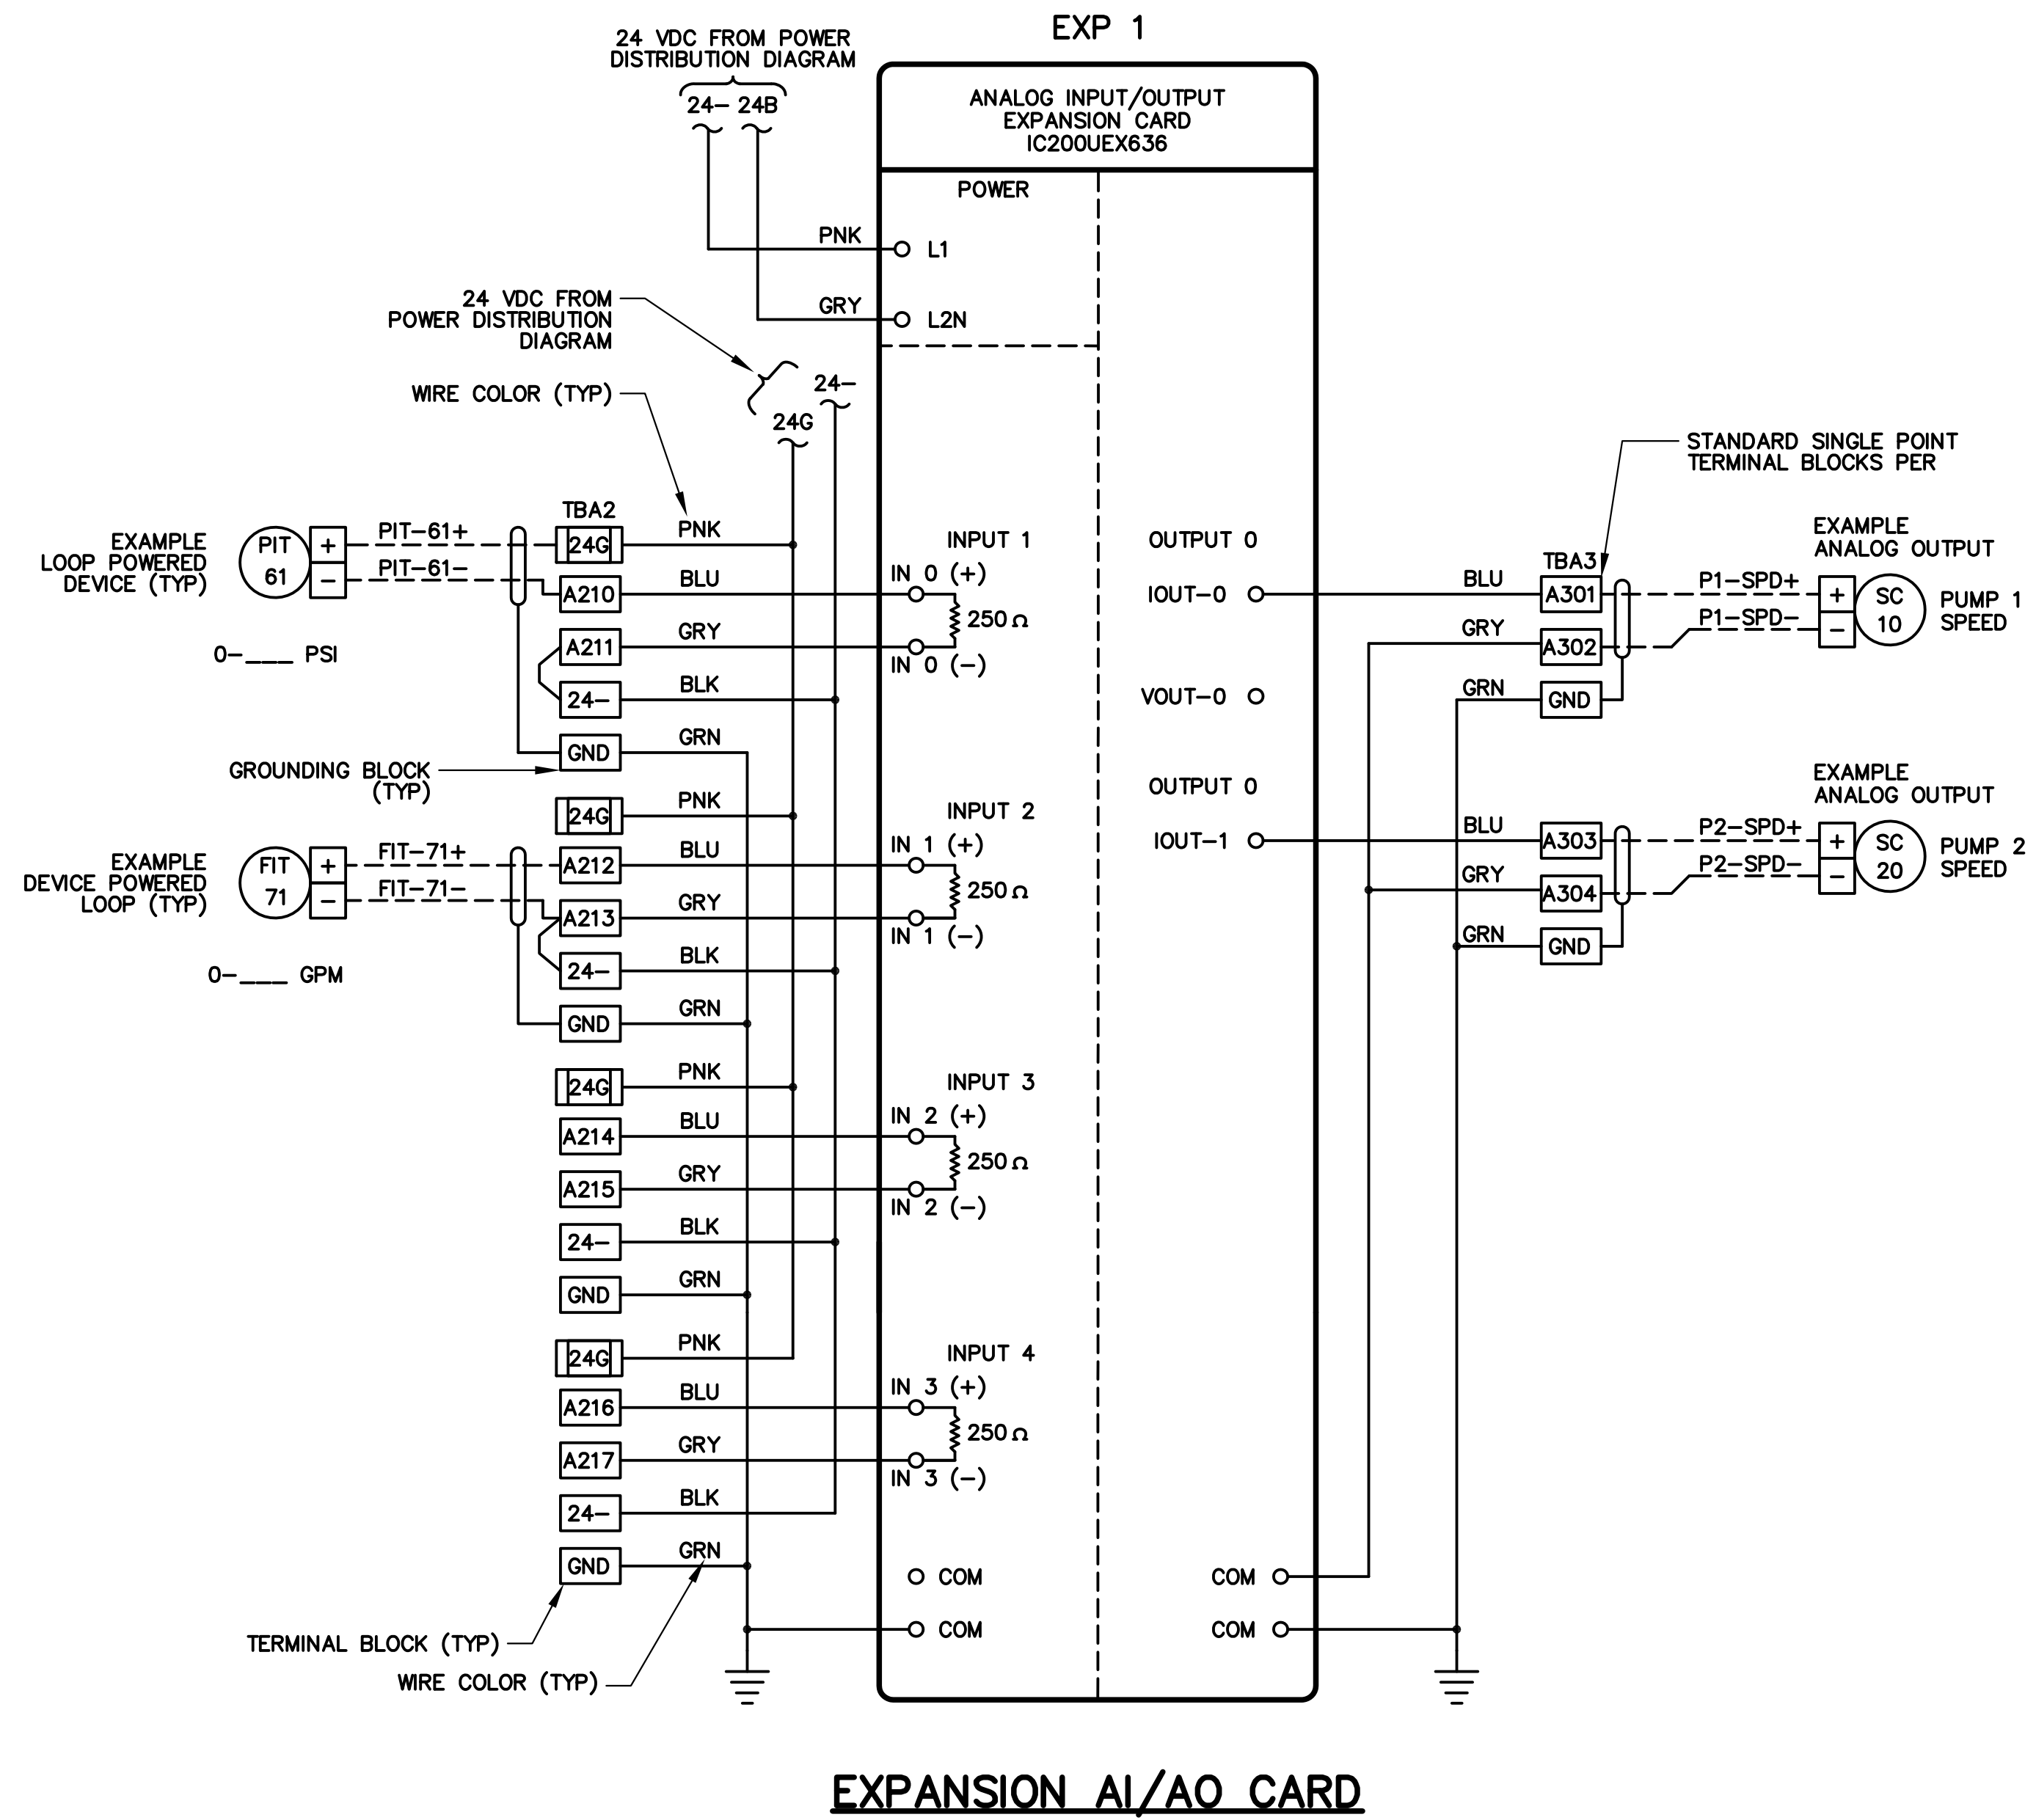 EXP 1
24 VDC FROM POWER
DISTRIBUTION DIAGRAM
24- 24B
ANALOG INPUT/OUTPUT
EXPANSION CARD
IC200UEX636
POWER
PNK
L1
GRY
L2N
24 VDC FROM
POWER DISTRIBUTION
DIAGRAM
WIRE COLOR (TYP)
24-
24G
TBA2
EXAMPLE
LOOP POWERED
DEVICE (TYP)
PIT
61
+
-
PIT-61+
PIT-61-
0-___ PSI
24G
PNK
A210
BLU
A211
GRY
24-
BLK
GND
GRN
GROUNDING BLOCK
(TYP)
INPUT 1
IN 0 (+)
250Ω
IN 0 (-)
24G
PNK
EXAMPLE
DEVICE POWERED
LOOP (TYP)
FIT
71
+
-
FIT-71+
FIT-71-
0-___ GPM
A212
BLU
A213
GRY
24-
BLK
GND
GRN
INPUT 2
IN 1 (+)
250Ω
IN 1 (-)
24G
PNK
A214
BLU
A215
GRY
24-
BLK
GND
GRN
INPUT 3
IN 2 (+)
250Ω
IN 2 (-)
24G
PNK
A216
BLU
A217
GRY
24-
BLK
GND
GRN
INPUT 4
IN 3 (+)
250Ω
IN 3 (-)
COM
COM
TERMINAL BLOCK (TYP)
WIRE COLOR (TYP)
OUTPUT 0
IOUT-0
VOUT-0
OUTPUT 0
IOUT-1
COM
COM
STANDARD SINGLE POINT
TERMINAL BLOCKS PER
TBA3
BLU
A301
GRY
A302
GRN
GND
P1-SPD+
P1-SPD-
EXAMPLE
ANALOG OUTPUT
+
-
SC
10
PUMP 1
SPEED
BLU
A303
GRY
A304
GRN
GND
P2-SPD+
P2-SPD-
EXAMPLE
ANALOG OUTPUT
+
-
SC
20
PUMP 2
SPEED
EXPANSION AI/AO CARD